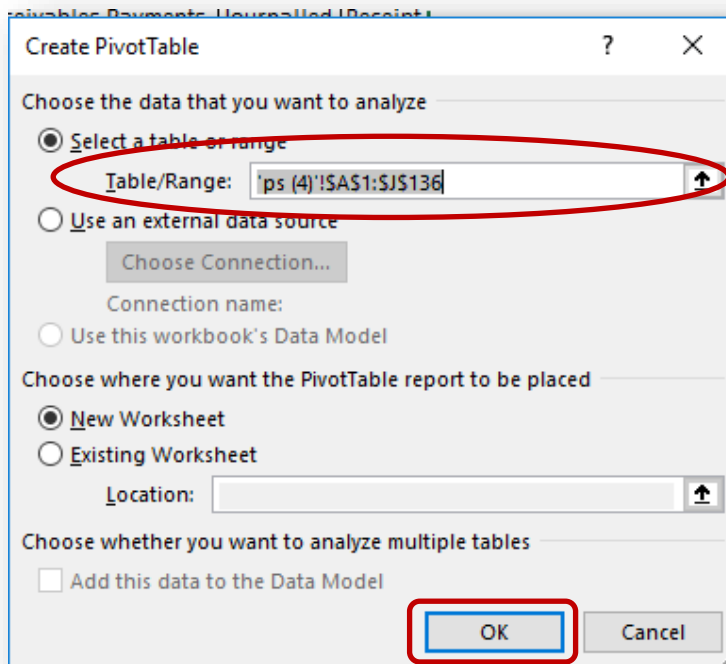 Create PivotTable ?
Choose the data that you want to analyze
Select a table or range
Table/Range: 'ps (4)'!$A$1:$J$136
Use an external data source
Choose Connection...
Connection name:
Use this workbook's Data Model
Choose where you want the PivotTable report to be placed
New Worksheet
Existing Worksheet
Location:
Choose whether you want to analyze multiple tables
Add this data to the Data Model
OK Cancel